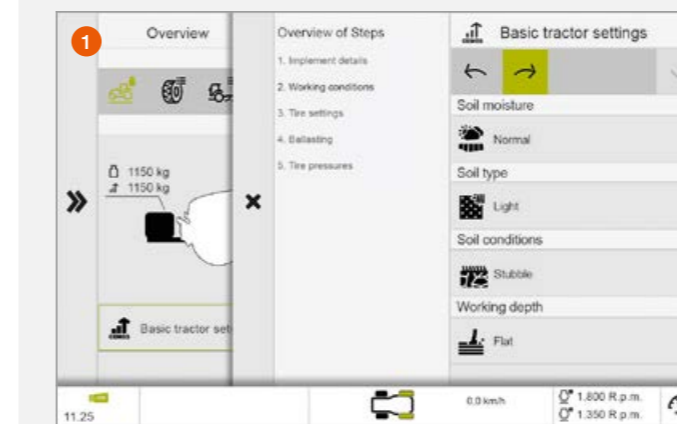 1
Overview
1150 kg
1150 kg
Basic tractor set
Overview of Steps
1. Implement details
2. Working conditions
3. Tire settings
4. Ballasting
5. Tire pressures
Basic tractor settings
Soil moisture
Normal
Soil type
Light
Soil conditions
Stubble
Working depth
Flat
11.25
0,0 km/h
1.800 R.p.m.
1.350 R.p.m.